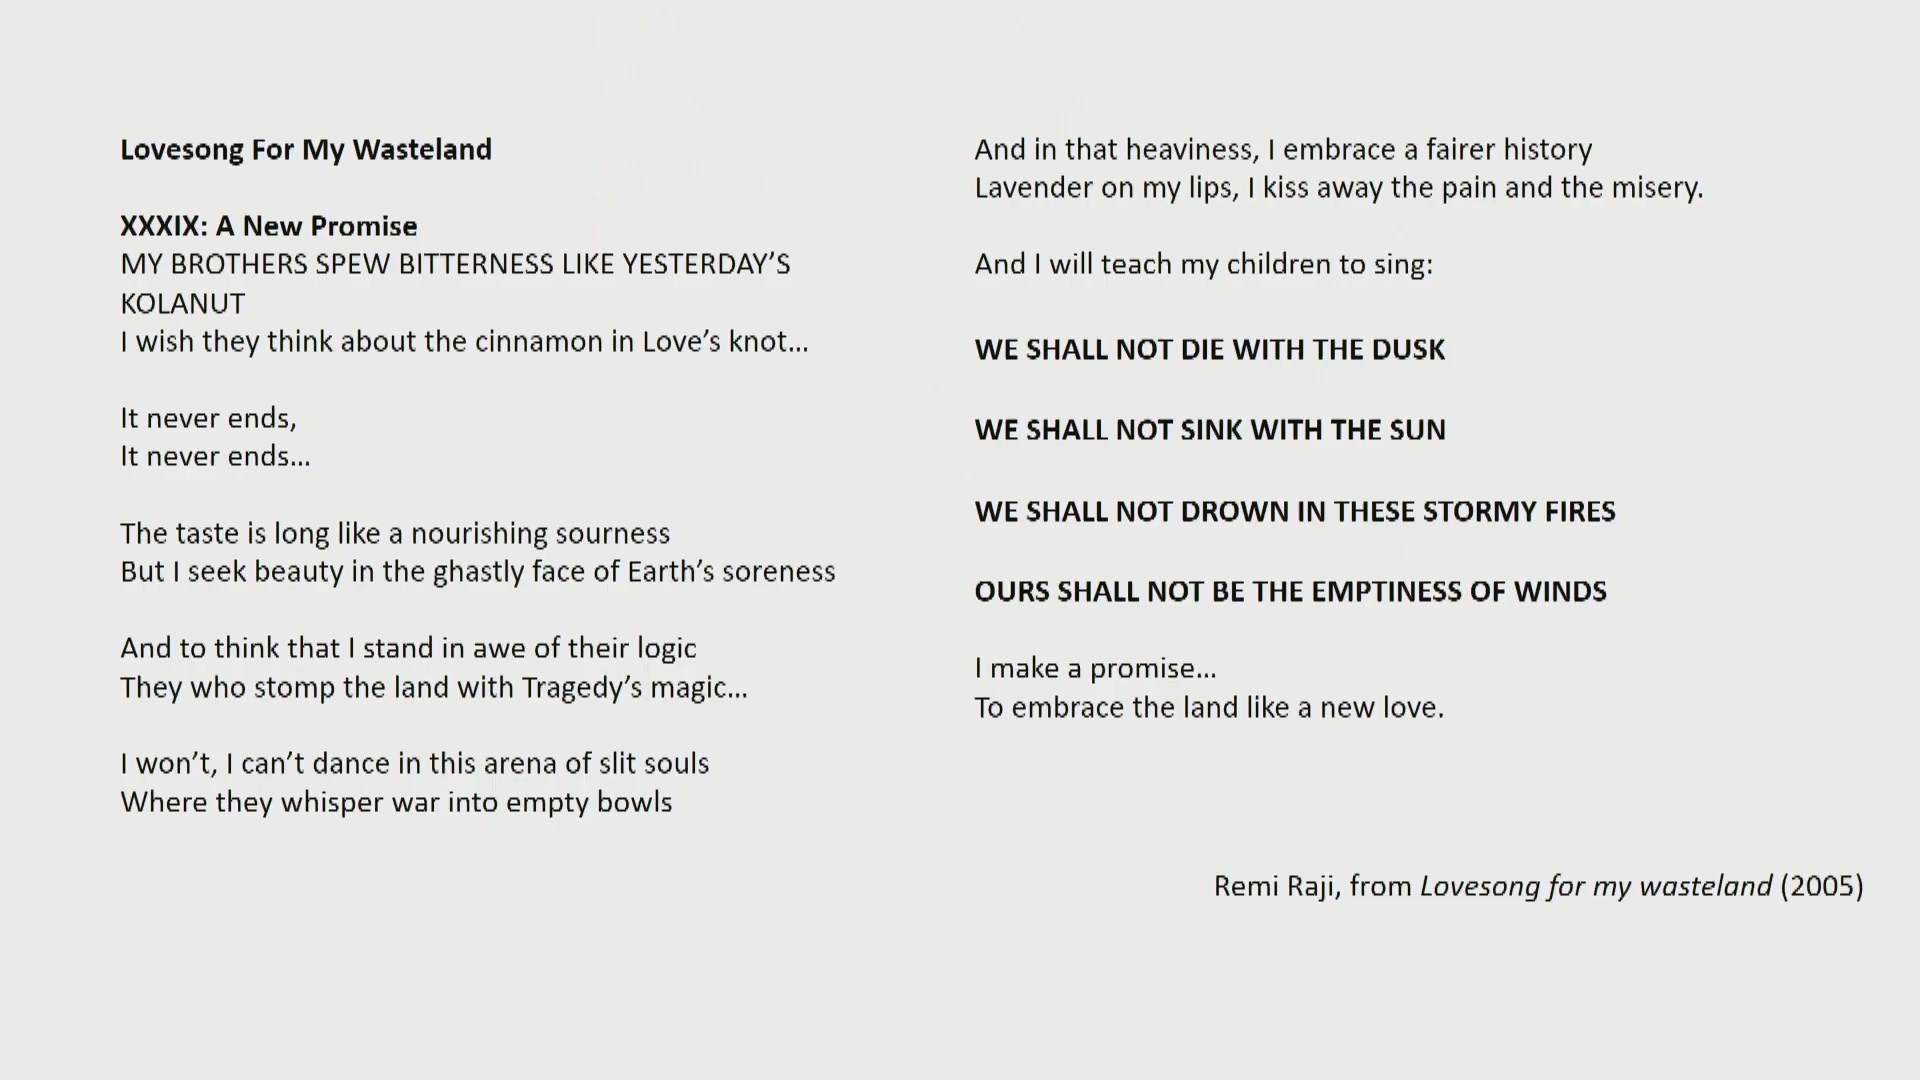 Lovesong For My Wasteland
XXXIX: A New Promise
MY BROTHERS SPEW BITTERNESS LIKE YESTERDAY’S
KOLANUT
I wish they think about the cinnamon in Love’s knot...
It never ends,
It never ends...
The taste is long like a nourishing sourness
But I seek beauty in the ghastly face of Earth’s soreness
And to think that I stand in awe of their logic
They who stomp the land with Tragedy’s magic...
I won’t, I can’t dance in this arena of slit souls
Where they whisper war into empty bowls
And in that heaviness, I embrace a fairer history
Lavender on my lips, I kiss away the pain and the misery.
And I will teach my children to sing:
WE SHALL NOT DIE WITH THE DUSK
WE SHALL NOT SINK WITH THE SUN
WE SHALL NOT DROWN IN THESE STORMY FIRES
OURS SHALL NOT BE THE EMPTINESS OF WINDS
I make a promise...
To embrace the land like a new love.
Remi Raji, from Lovesong for my wasteland (2005)